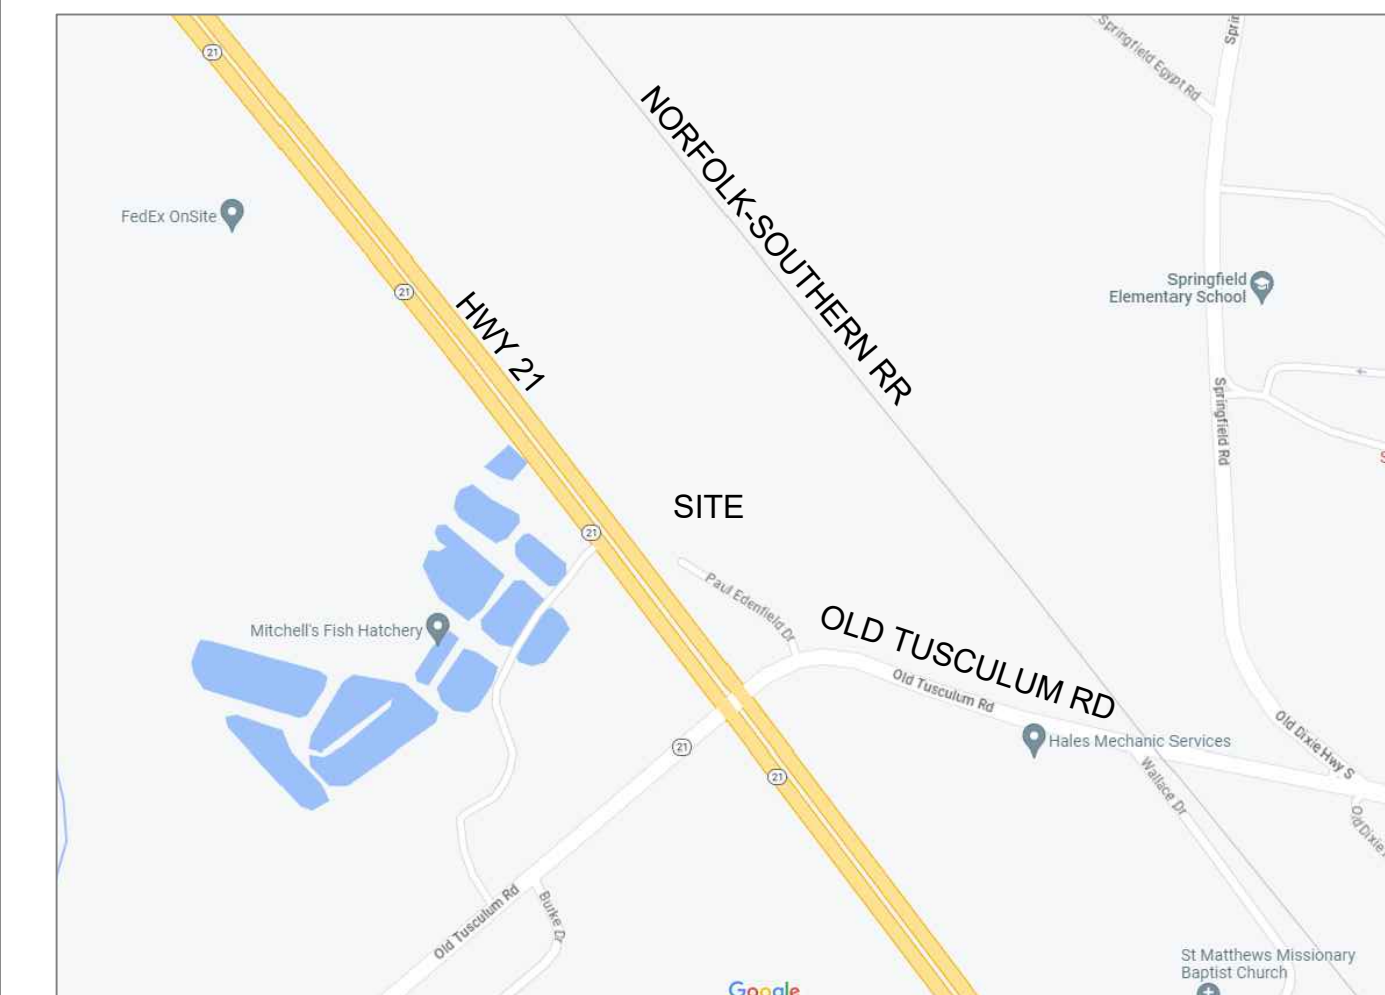 Springfield Egypt Rd
21
NORFOLK-SOUTHERN RR
FedEx OnSite
Springfield
Elementary School
21
HWY 21
Springfield Rd
SITE
21
Paul Edenfield Dr
OLD TUSCULUM RD
Mitchell's Fish Hatchery
Old Tusculum Rd
Old Dixie Hwy S
Hales Mechanic Services
21
21
Wallace Dr
Old Dixie
Old Tusculum Rd
Burke Dr
St Matthews Missionary
Baptist Church
Google